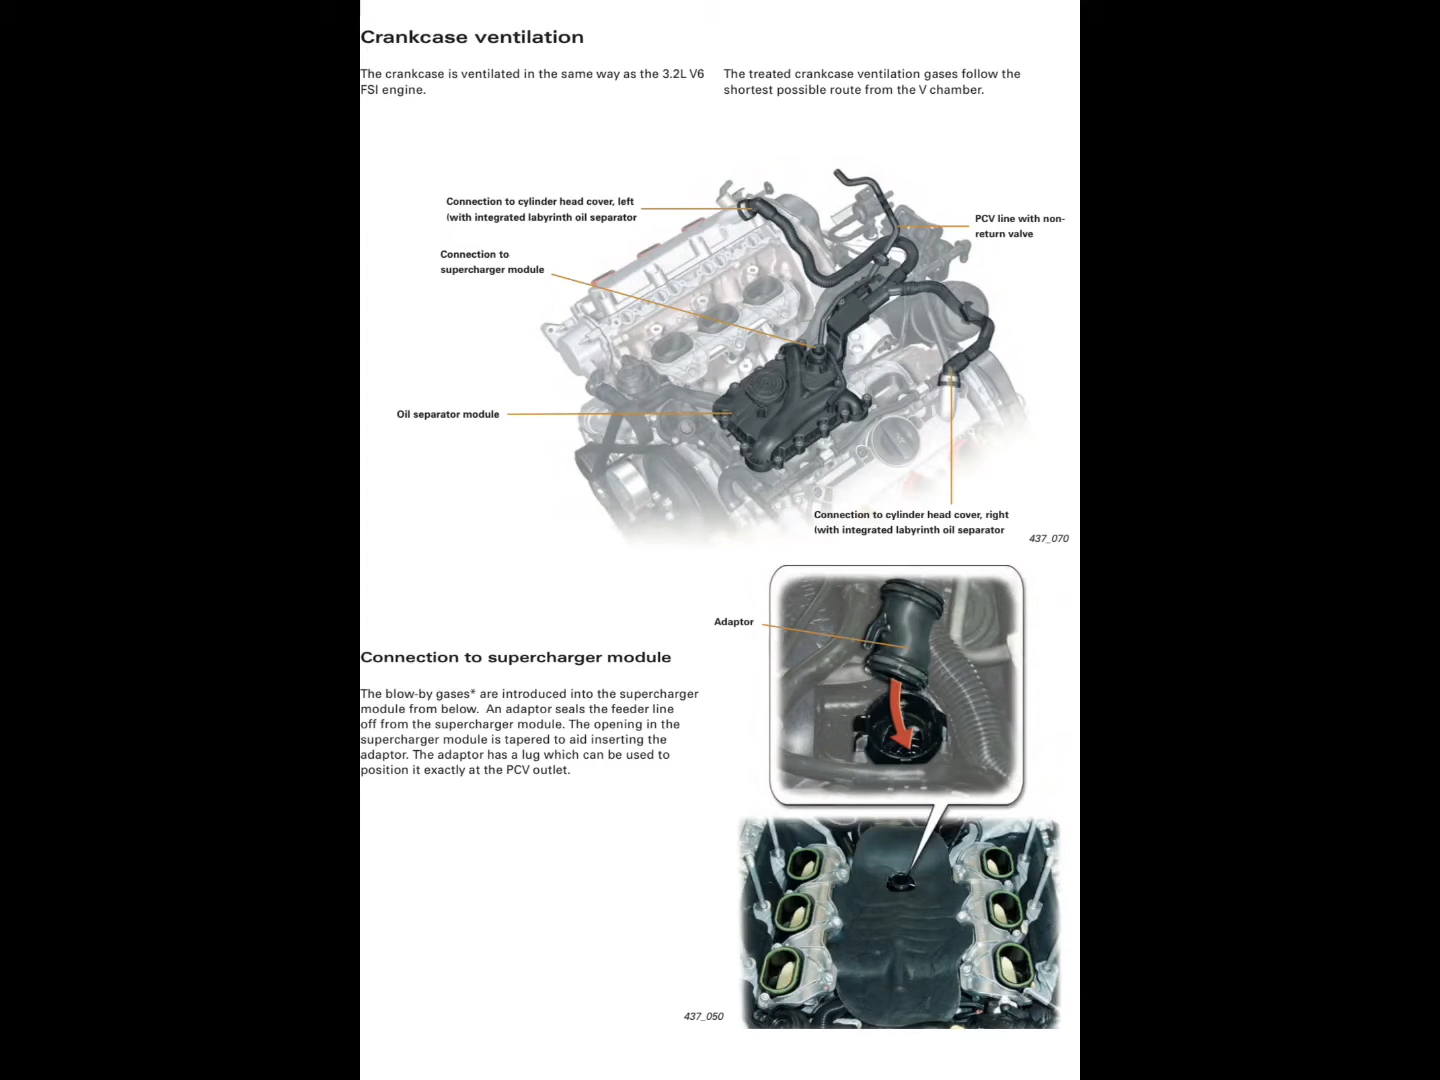 Crankcase ventilation
The crankcase is ventilated in the same way as the 3.2L V6
FSI engine.
The treated crankcase ventilation gases follow the
shortest possible route from the V chamber.
Connection to cylinder head cover, left
(with integrated labyrinth oil separator
PCV line with non-
return valve
Connection to
supercharger module
Oil separator module
Connection to cylinder head cover, right
(with integrated labyrinth oil separator
437_070
Adaptor
Connection to supercharger module
The blow-by gases* are introduced into the supercharger
module from below. An adaptor seals the feeder line
off from the supercharger module. The opening in the
supercharger module is tapered to aid inserting the
adaptor. The adaptor has a lug which can be used to
position it exactly at the PCV outlet.
437_050